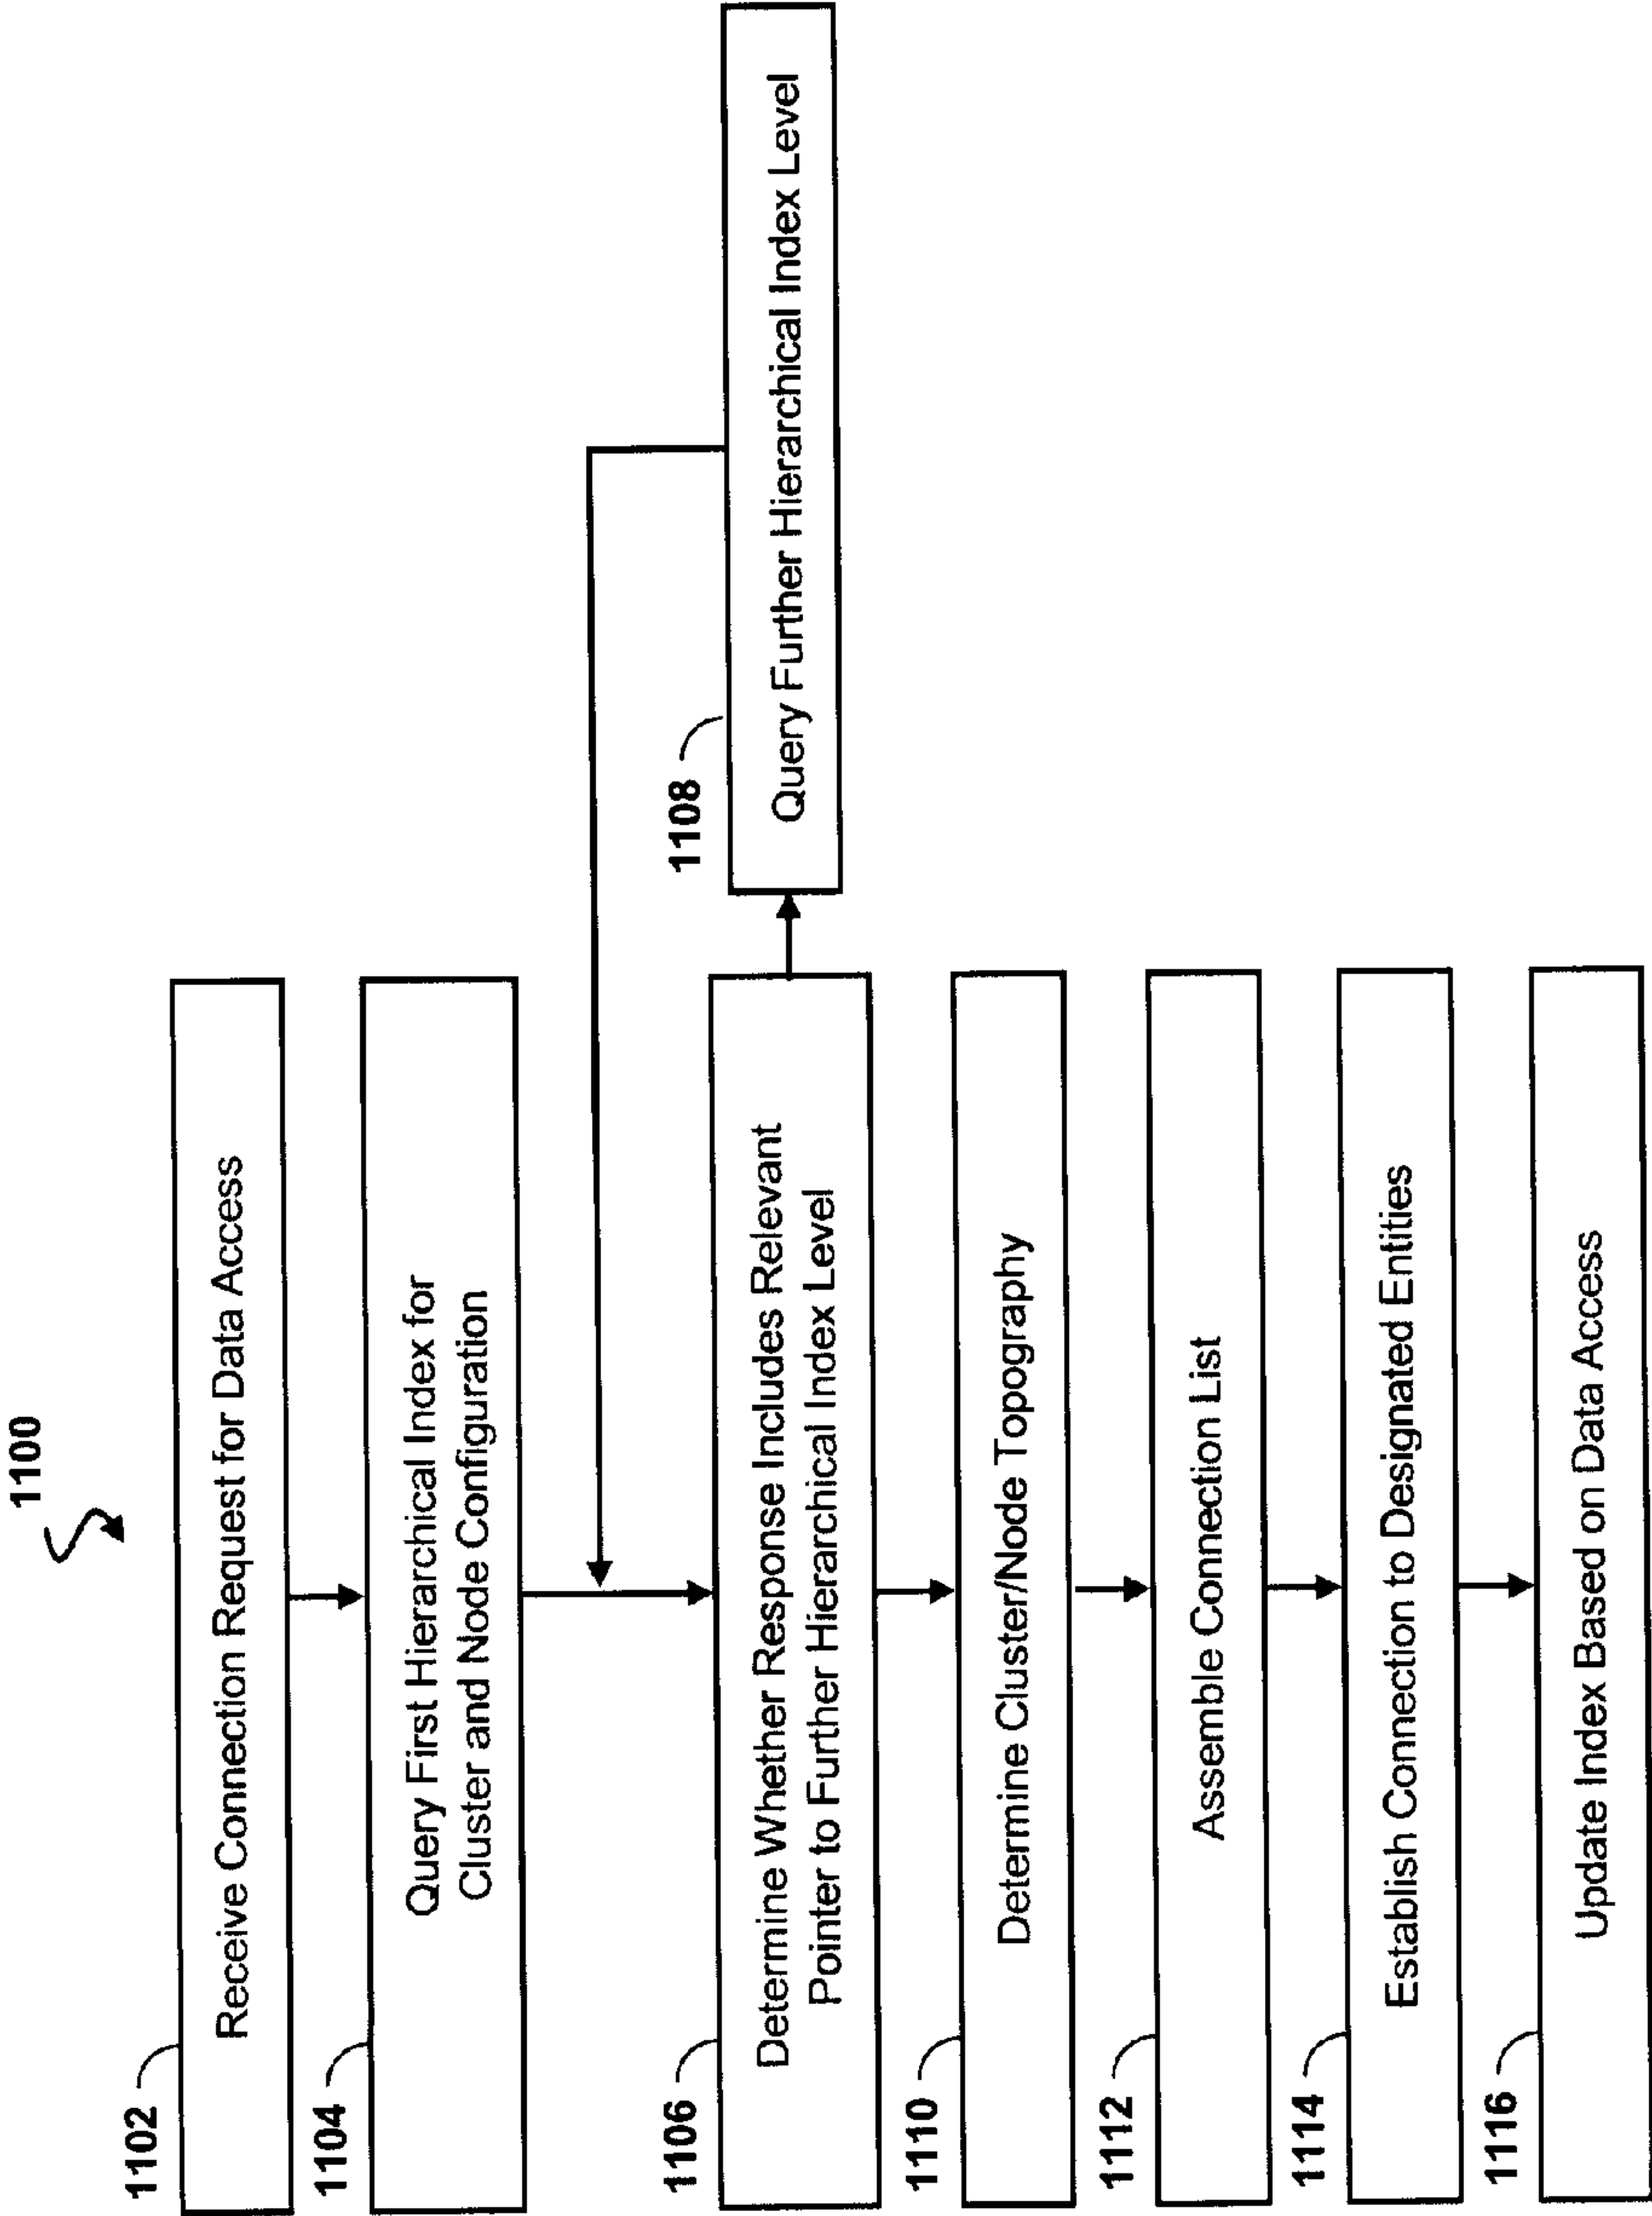 1100
1102
Receive Connection Request for Data Access
1104
Query First Hierarchical Index for
Cluster and Node Configuration
1106
Determine Whether Response Includes Relevant
Pointer to Further Hierarchical Index Level
1108
Query Further Hierarchical Index Level
1110
Determine Cluster/Node Topography
1112
Assemble Connection List
1114
Establish Connection to Designated Entities
1116
Update Index Based on Data Access